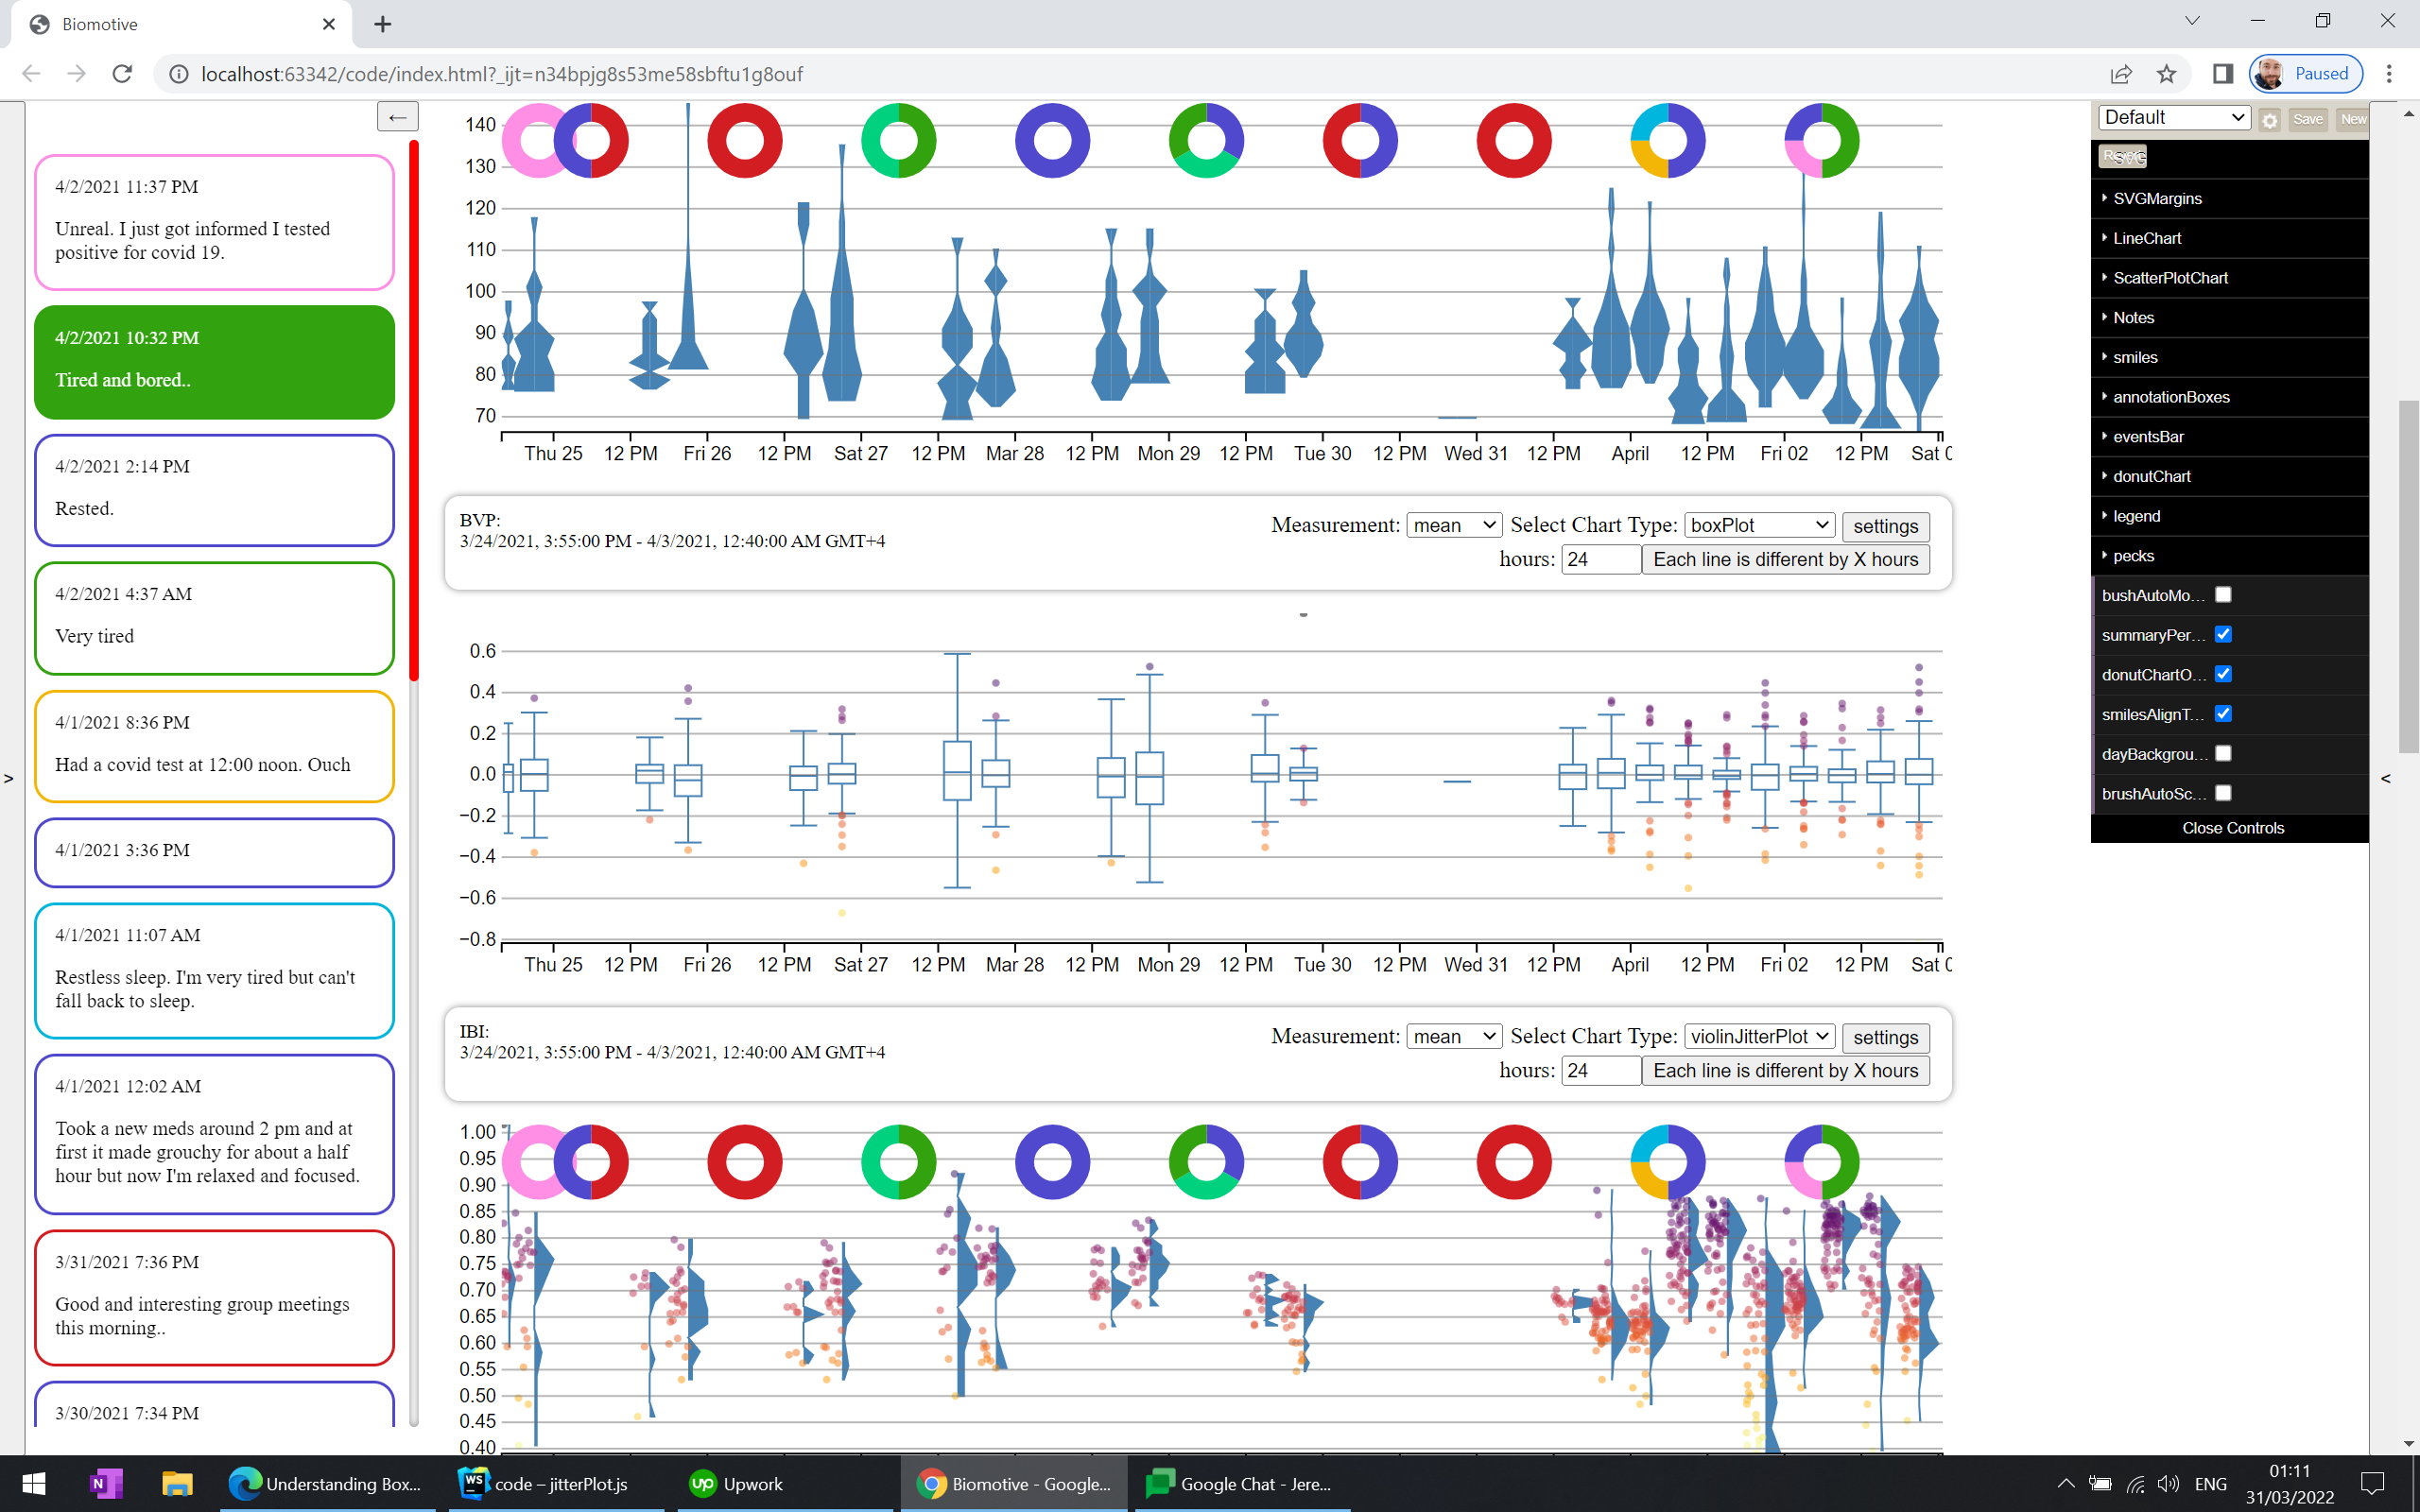 Biomotive
localhost:63342/code/index.html?_ijt=n34bpjg8s53me58sbftu1g8ouf
Paused
←
4/2/2021 11:37 PM
Unreal. I just got informed I tested
positive for covid 19.
4/2/2021 10:32 PM
Tired and bored..
4/2/2021 2:14 PM
Rested.
4/2/2021 4:37 AM
Very tired
4/1/2021 8:36 PM
Had a covid test at 12:00 noon. Ouch
4/1/2021 3:36 PM
4/1/2021 11:07 AM
Restless sleep. I'm very tired but can't
fall back to sleep.
4/1/2021 12:02 AM
Took a new meds around 2 pm and at
first it made grouchy for about a half
hour but now I'm relaxed and focused.
3/31/2021 7:36 PM
Good and interesting group meetings
this morning..
3/30/2021 7:34 PM
>
140
130
120
110
100
90
80
70
Thu 25 12 PM Fri 26 12 PM Sat 27 12 PM Mar 28 12 PM Mon 29 12 PM Tue 30 12 PM Wed 31 12 PM April 12 PM Fri 02 12 PM Sat 0
BVP:
3/24/2021, 3:55:00 PM - 4/3/2021, 12:40:00 AM GMT+4
Measurement: mean Select Chart Type: boxPlot settings
hours: 24 Each line is different by X hours
0.6
0.4
0.2
0.0
−0.2
−0.4
−0.6
−0.8
Thu 25 12 PM Fri 26 12 PM Sat 27 12 PM Mar 28 12 PM Mon 29 12 PM Tue 30 12 PM Wed 31 12 PM April 12 PM Fri 02 12 PM Sat 0
IBI:
3/24/2021, 3:55:00 PM - 4/3/2021, 12:40:00 AM GMT+4
Measurement: mean Select Chart Type: violinJitterPlot settings
hours: 24 Each line is different by X hours
1.00
0.95
0.90
0.85
0.80
0.75
0.70
0.65
0.60
0.55
0.50
0.45
0.40
Default Save New
SVG
SVGMargins
LineChart
ScatterPlotChart
Notes
smiles
annotationBoxes
eventsBar
donutChart
legend
pecks
bushAutoMo...
summaryPer...
donutChartO...
smilesAlignT...
dayBackgrou...
brushAutoSc...
Close Controls
<
Understanding Box...
WS code – jitterPlot.js
up Upwork
Biomotive - Google...
Google Chat - Jere...
ENG
01:11
31/03/2022